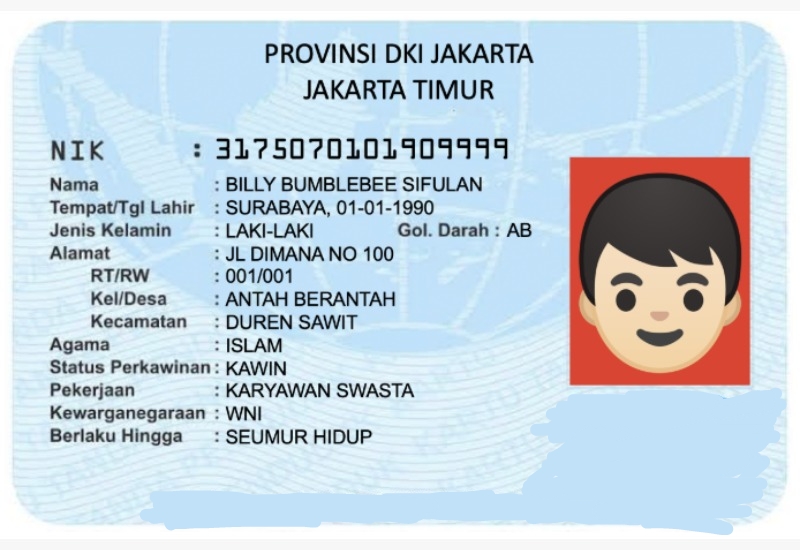 PROVINSI DKI JAKARTA
JAKARTA TIMUR
NIK : 3175070101909999
Nama : BILLY BUMBLEBEE SIFULAN
Tempat/Tgl Lahir : SURABAYA, 01-01-1990
Jenis Kelamin : LAKI-LAKI Gol. Darah : AB
Alamat : JL DIMANA NO 100
RT/RW : 001/001
Kel/Desa : ANTAH BERANTAH
Kecamatan : DUREN SAWIT
Agama : ISLAM
Status Perkawinan : KAWIN
Pekerjaan : KARYAWAN SWASTA
Kewarganegaraan : WNI
Berlaku Hingga : SEUMUR HIDUP